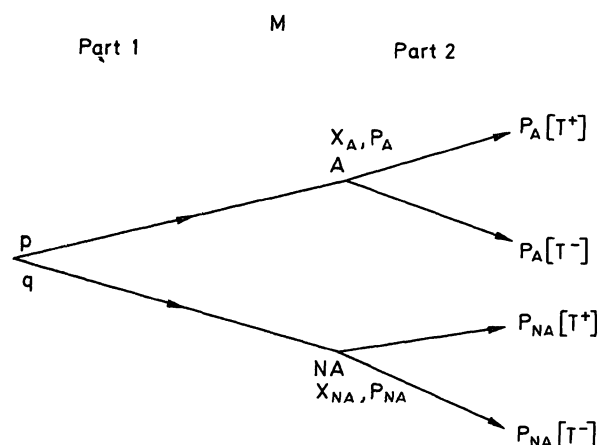 M
Part 1
Part 2
X_A, P_A
A
P_A[T⁺]
p
P_A[T⁻]
q
P_NA[T⁺]
NA
X_NA, P_NA
P_NA[T⁻]